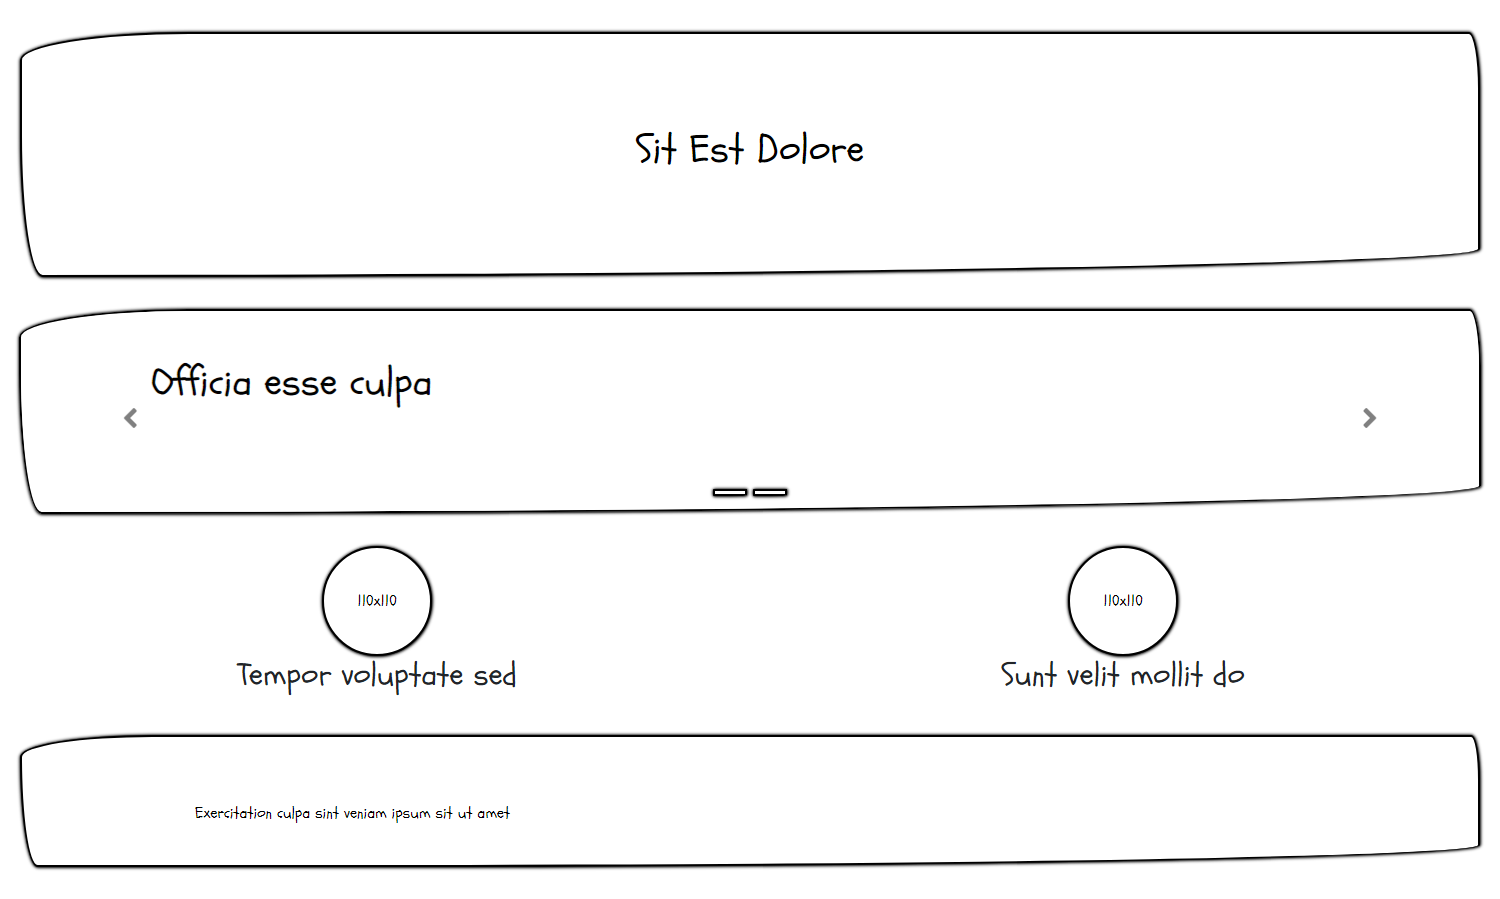 Sit Est Dolore
Officia esse culpa
110x110
110x110
Tempor voluptate sed
Sunt velit mollit do
Exercitation culpa sint veniam ipsum sit ut amet